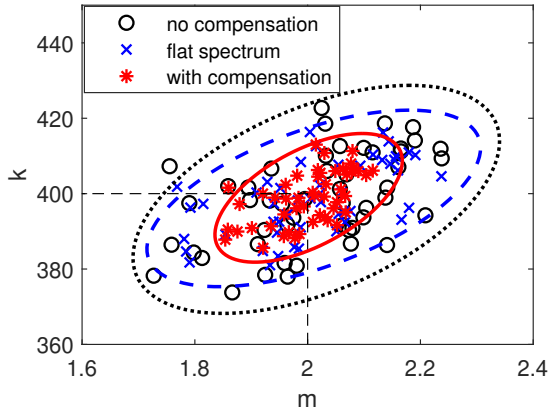 450
no compensation
flat spectrum
with compensation
420
k
400
380
360
1.6
1.8
2
2.2
2.4
m